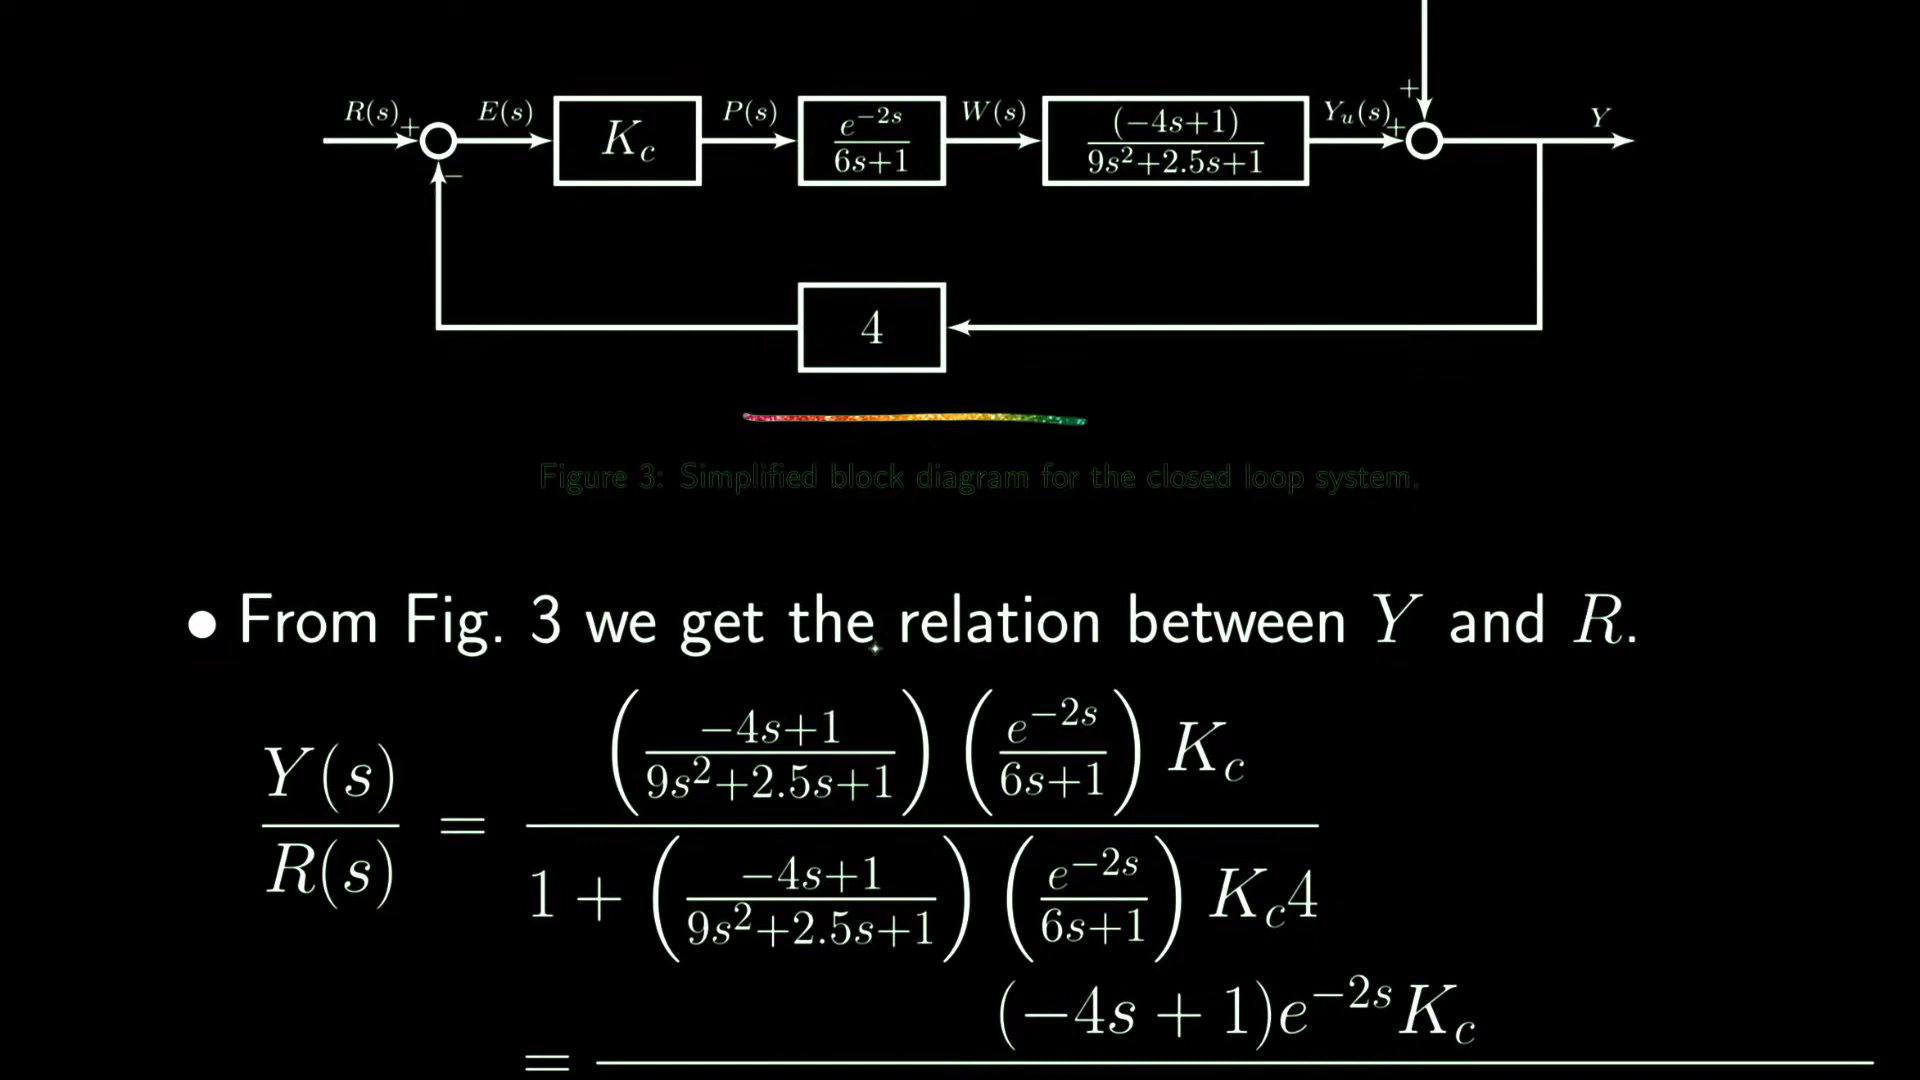 R(s) + E(s) K_c P(s) e^{-2s}/(6s+1) W(s) (-4s+1)/(9s^2+2.5s+1) Y_u(s) + + Y
−
4
Figure 3: Simplified block diagram for the closed loop system.
• From Fig. 3 we get the relation between Y and R.
Y(s)/R(s) = ((-4s+1)/(9s^2+2.5s+1)) (e^{-2s}/(6s+1)) K_c / (1 + ((-4s+1)/(9s^2+2.5s+1)) (e^{-2s}/(6s+1)) K_c4)
= (-4s + 1)e^{-2s}K_c